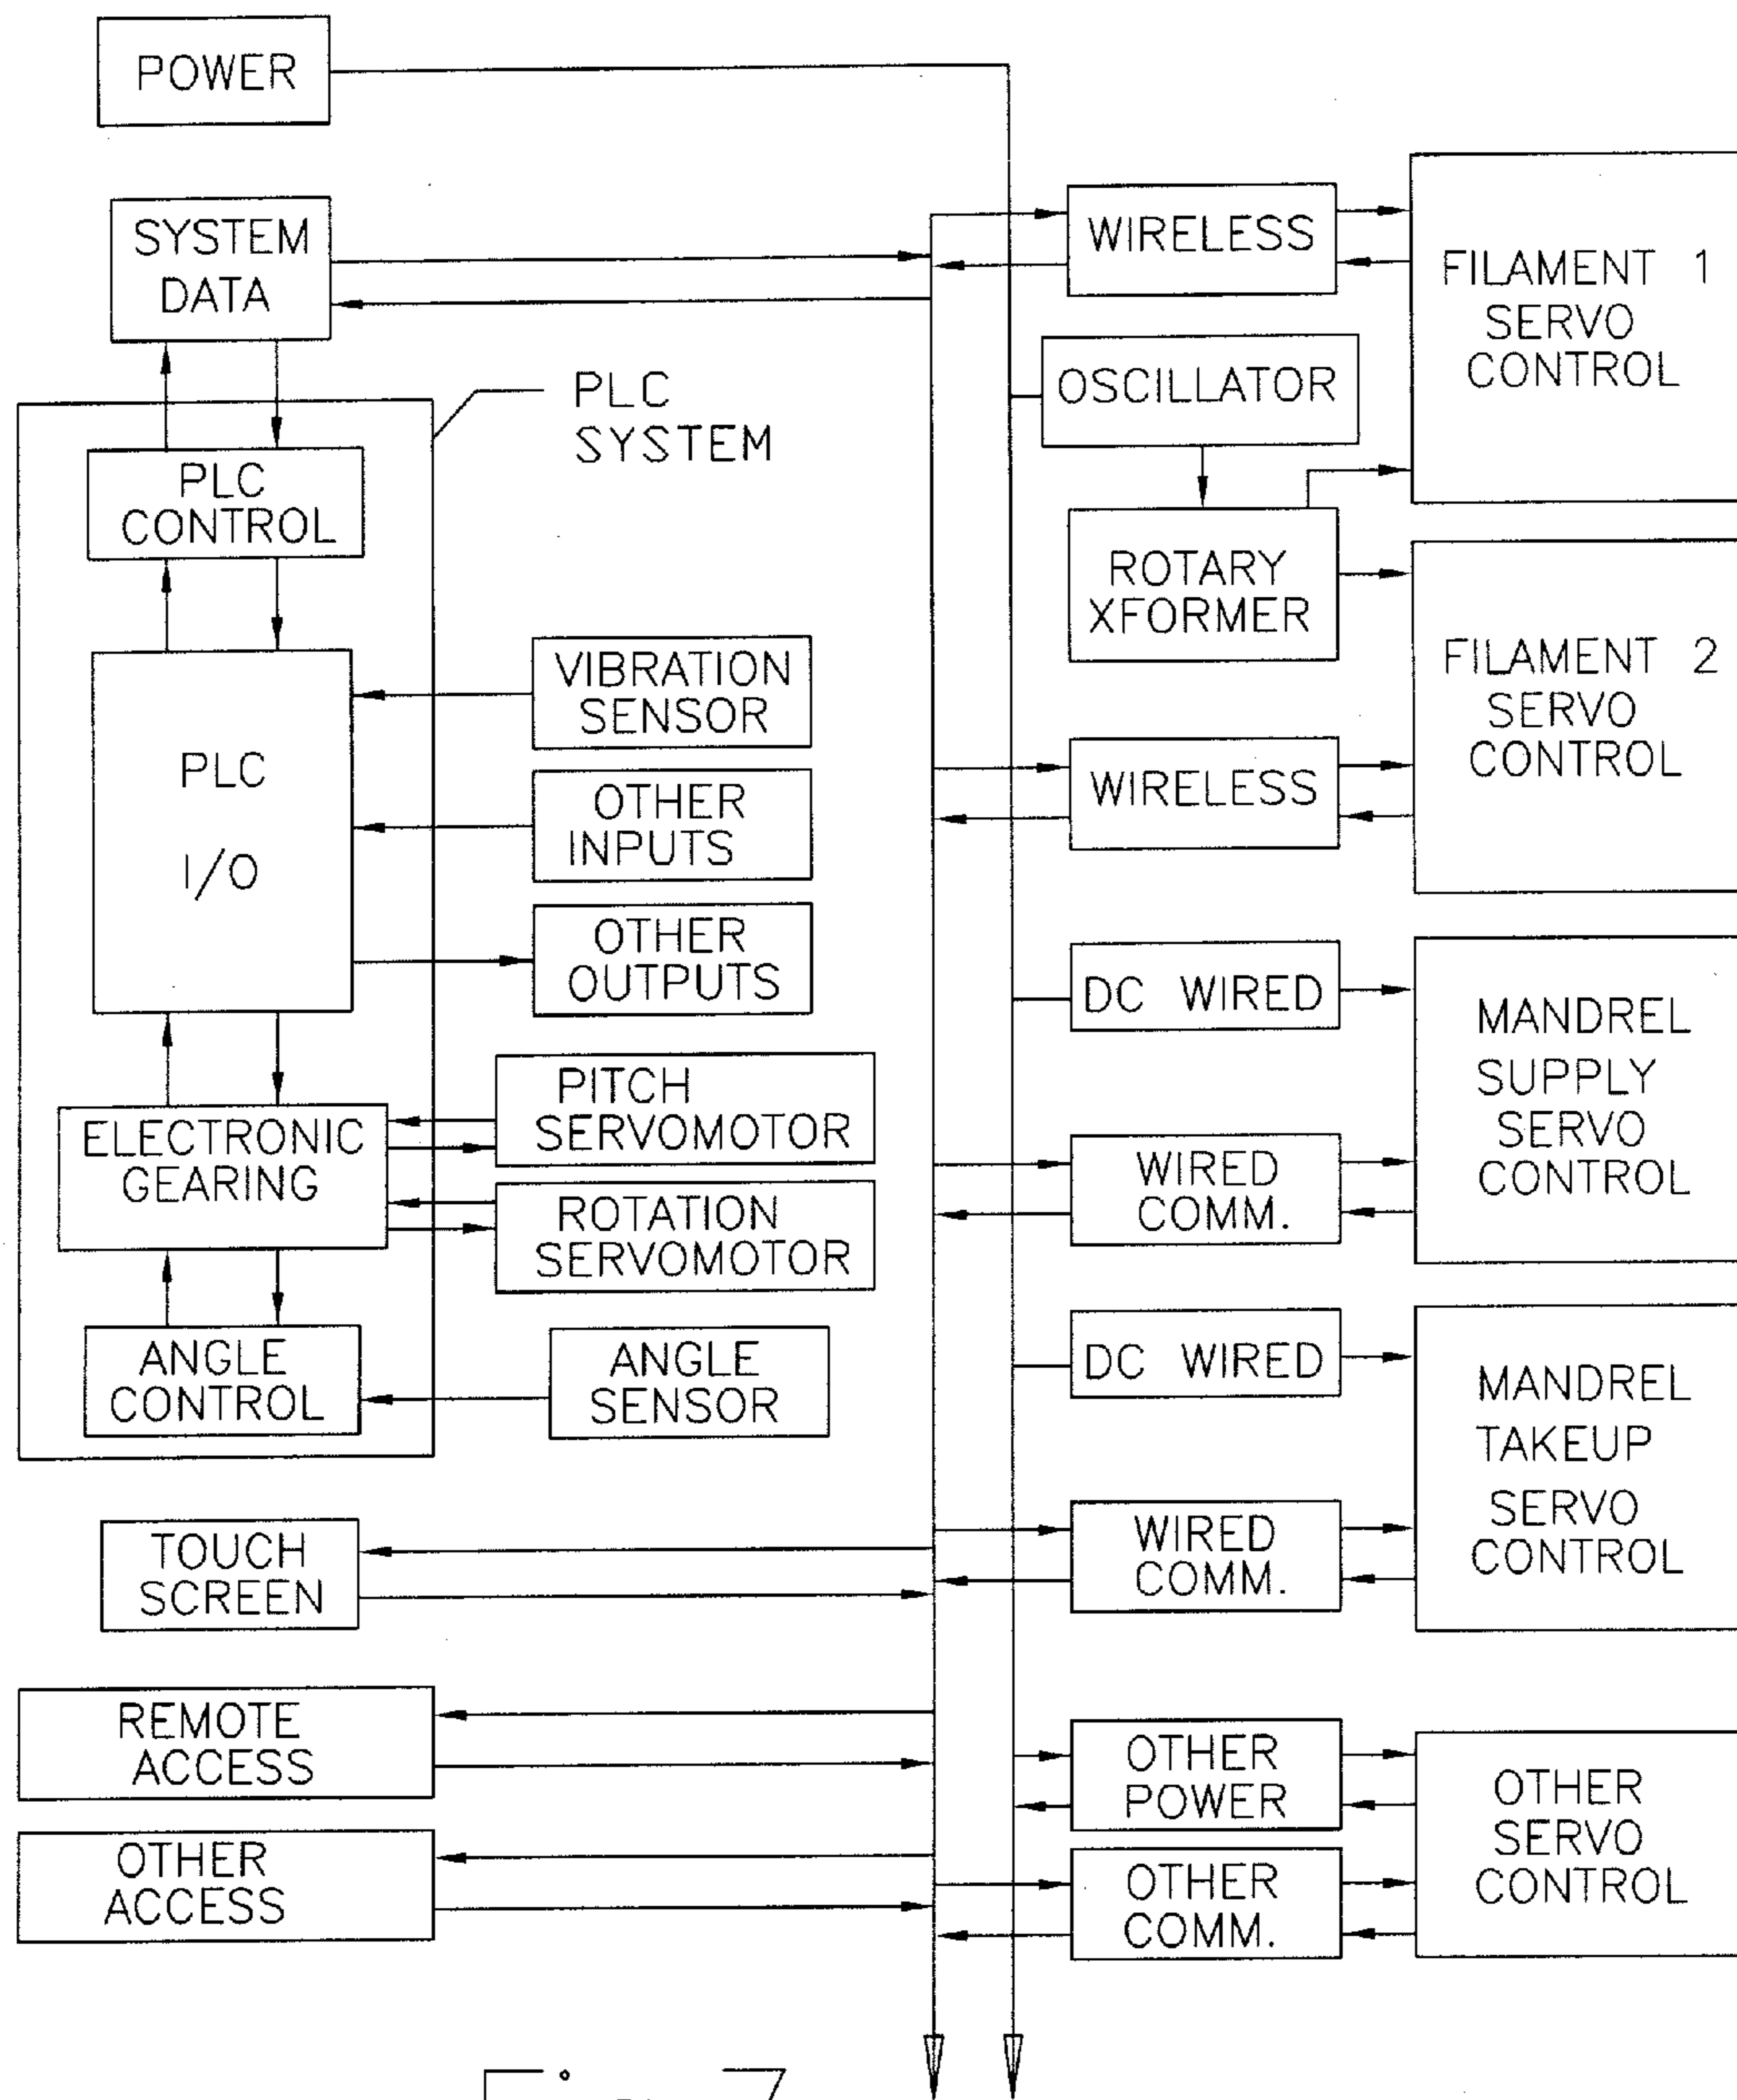 POWER
SYSTEM
DATA
PLC
SYSTEM
PLC
CONTROL
PLC
I/O
VIBRATION
SENSOR
OTHER
INPUTS
OTHER
OUTPUTS
ELECTRONIC
GEARING
PITCH
SERVOMOTOR
ROTATION
SERVOMOTOR
ANGLE
CONTROL
ANGLE
SENSOR
TOUCH
SCREEN
REMOTE
ACCESS
OTHER
ACCESS
WIRELESS
FILAMENT 1
SERVO
CONTROL
OSCILLATOR
ROTARY
XFORMER
FILAMENT 2
SERVO
CONTROL
WIRELESS
DC WIRED
MANDREL
SUPPLY
SERVO
CONTROL
WIRED
COMM.
DC WIRED
MANDREL
TAKEUP
SERVO
CONTROL
WIRED
COMM.
OTHER
POWER
OTHER
SERVO
CONTROL
OTHER
COMM.